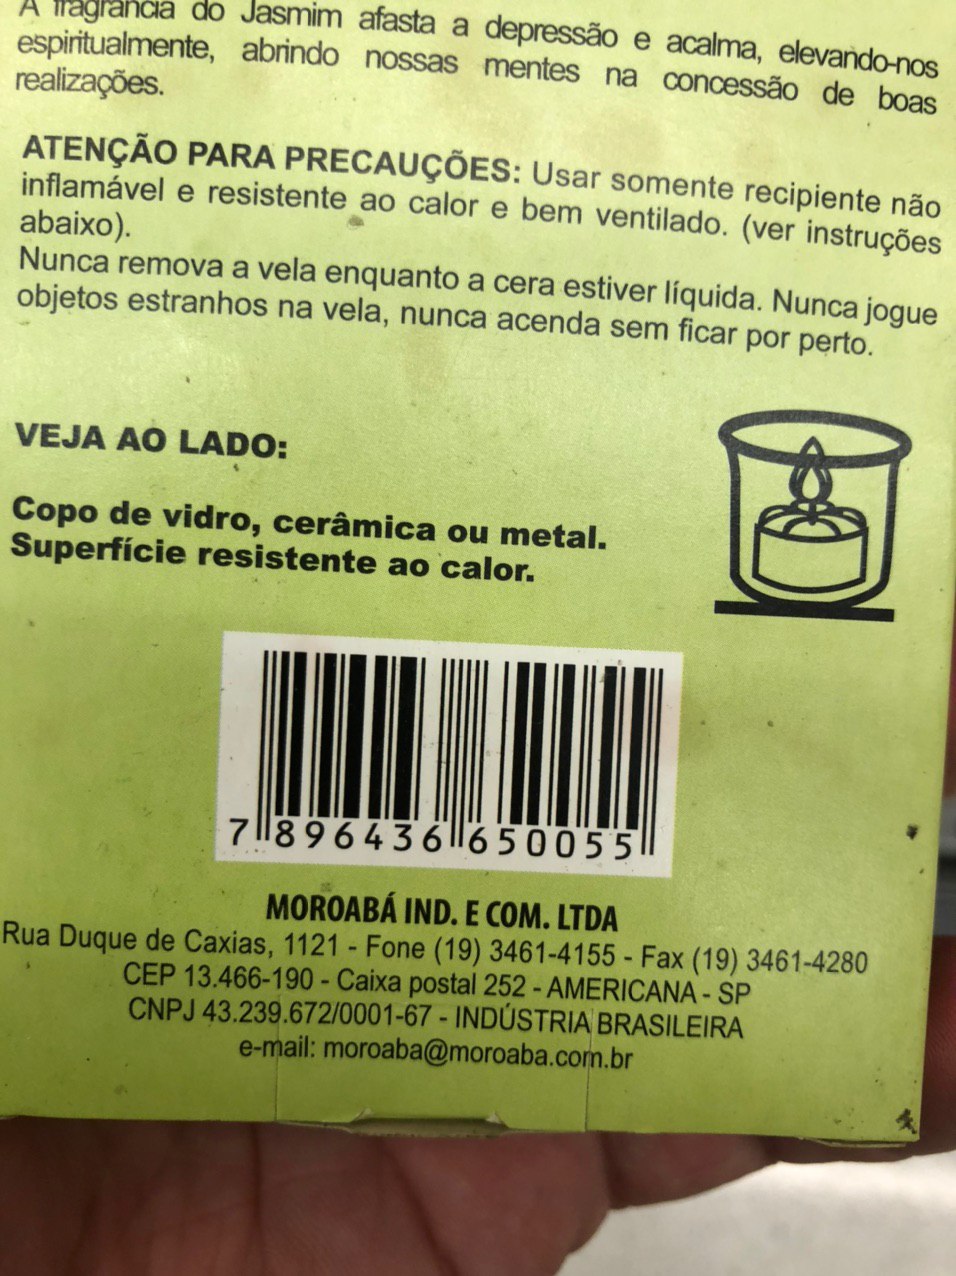 A fragrância do Jasmim afasta a depressão e acalma, elevando-nos
espiritualmente, abrindo nossas mentes na concessão de boas
realizações.
ATENÇÃO PARA PRECAUÇÕES: Usar somente recipiente não
inflamável e resistente ao calor e bem ventilado. (ver instruções
abaixo).
Nunca remova a vela enquanto a cera estiver líquida. Nunca jogue
objetos estranhos na vela, nunca acenda sem ficar por perto.
VEJA AO LADO:
Copo de vidro, cerâmica ou metal.
Superfície resistente ao calor.
7 896436 650055
MOROABÁ IND. E COM. LTDA
Rua Duque de Caxias, 1121 - Fone (19) 3461-4155 - Fax (19) 3461-4280
CEP 13.466-190 - Caixa postal 252 - AMERICANA - SP
CNPJ 43.239.672/0001-67 - INDÚSTRIA BRASILEIRA
e-mail: moroaba@moroaba.com.br